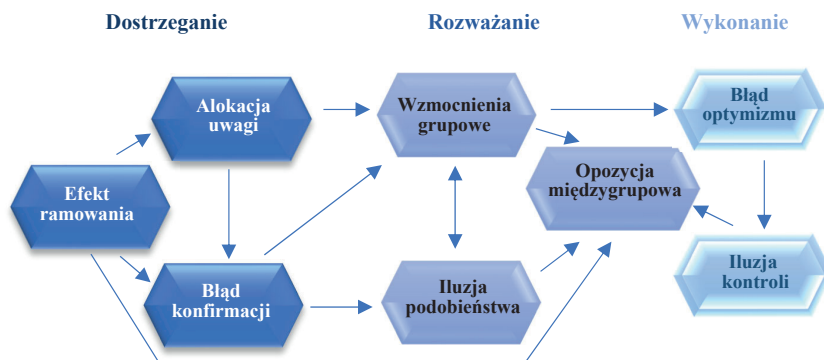 Dostrzeganie
Rozważanie
Wykonanie
Alokacja
uwagi
Wzmocnienia
grupowe
Błąd
optymizmu
Efekt
ramowania
Opozycja
międzygrupowa
Błąd
konfirmacji
Iluzja
podobieństwa
Iluzja
kontroli